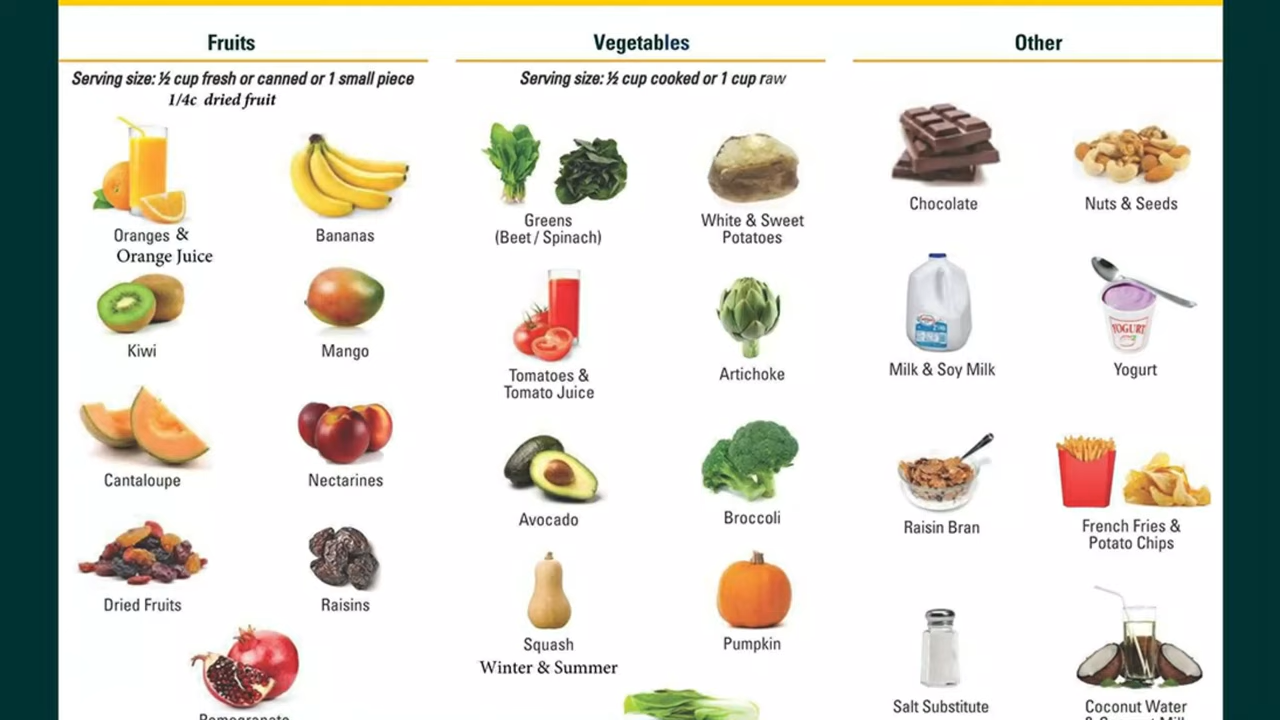 Fruits
Serving size: ½ cup fresh or canned or 1 small piece
1/4c dried fruit
Oranges &
Orange Juice
Bananas
Kiwi
Mango
Cantaloupe
Nectarines
Dried Fruits
Raisins
Pomegranate
Vegetables
Serving size: ½ cup cooked or 1 cup raw
Greens
(Beet / Spinach)
White & Sweet
Potatoes
Tomatoes &
Tomato Juice
Artichoke
Avocado
Broccoli
Squash
Winter & Summer
Pumpkin
Other
Chocolate
Nuts & Seeds
Milk & Soy Milk
YOGURT
Yogurt
Raisin Bran
French Fries &
Potato Chips
Salt Substitute
Coconut Water
& Coconut Milk